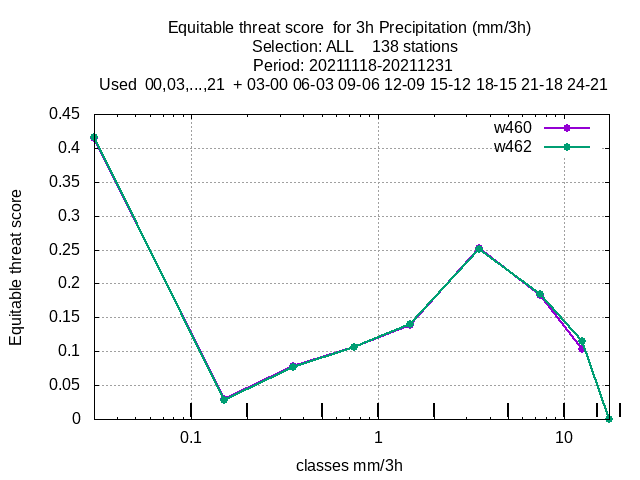 Equitable threat score  for 3h Precipitation (mm/3h)
Selection: ALL    138 stations
Period: 20211118-20211231
Used  00,03,...,21  + 03-00 06-03 09-06 12-09 15-12 18-15 21-18 24-21
w460
w462
0.45
0.4
0.35
0.3
0.25
0.2
0.15
0.1
0.05
0
Equitable threat score
0.1
1
10
classes mm/3h